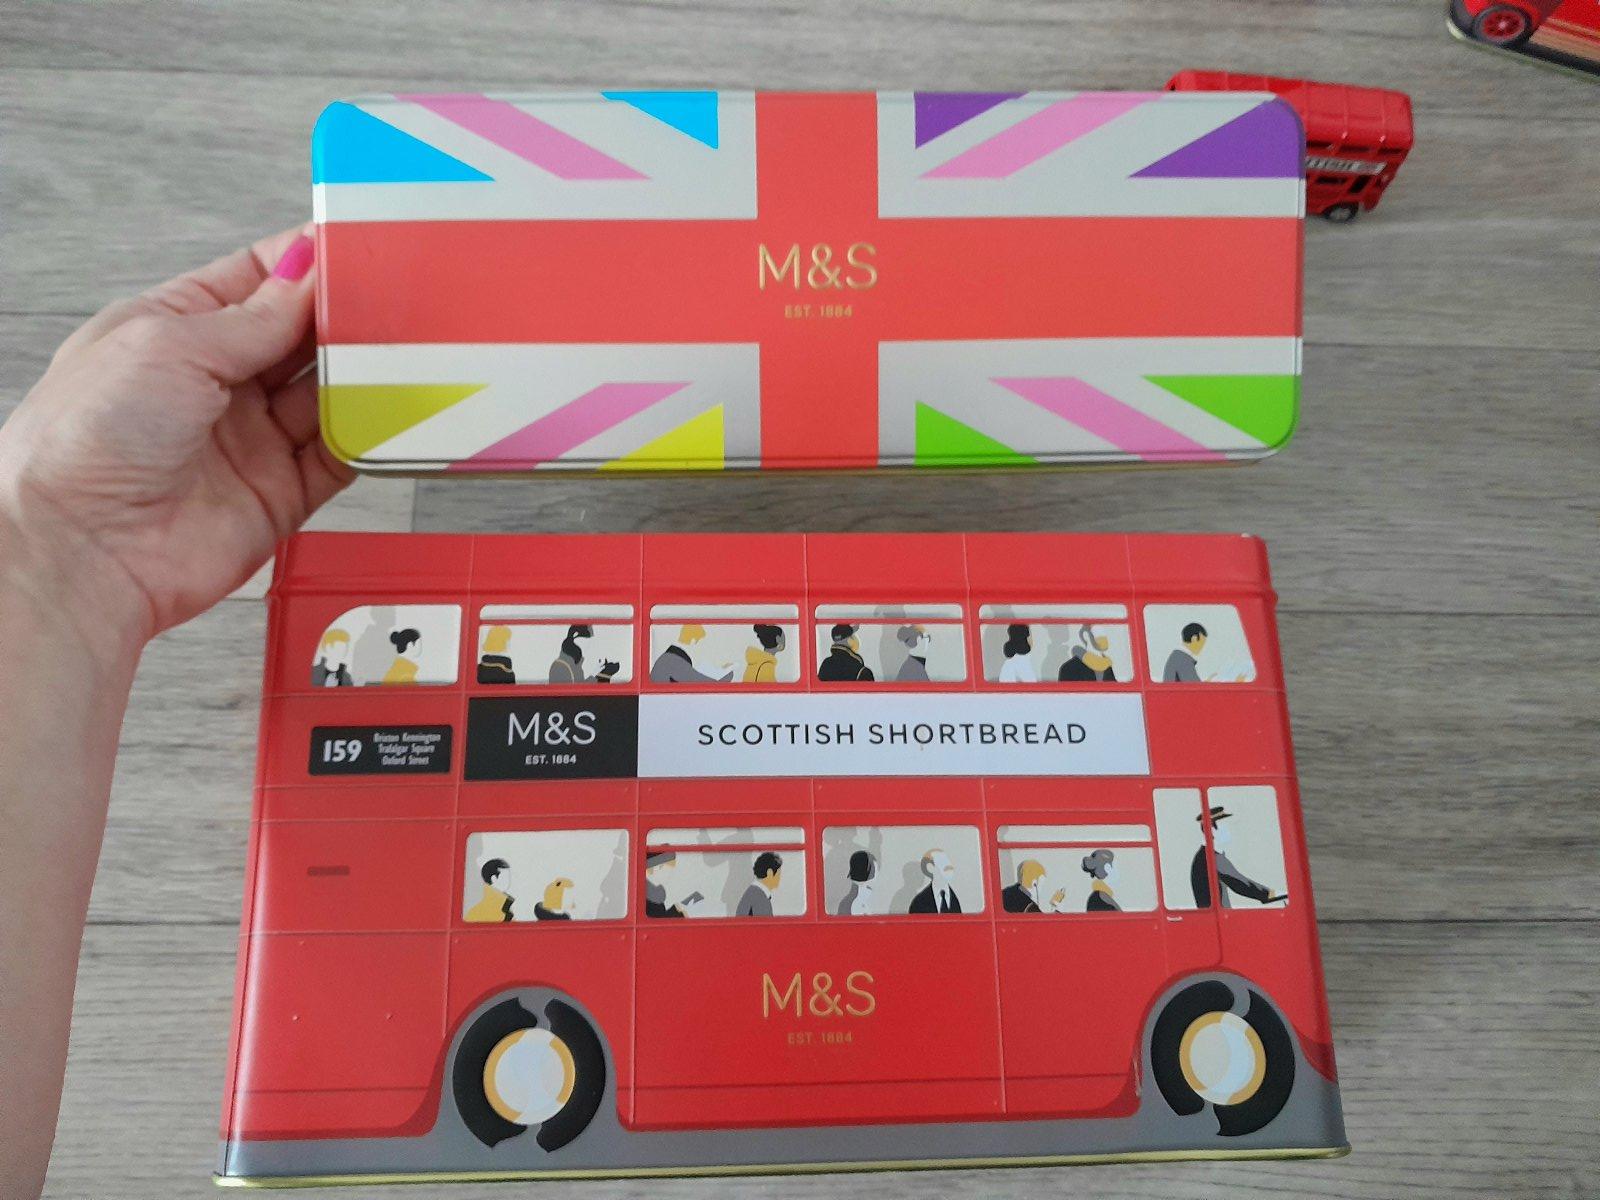 M&S
EST. 1884
M&S
EST. 1884
SCOTTISH SHORTBREAD
159
Brixton Kennington
Trafalgar Square
Oxford Street
M&S
EST. 1884